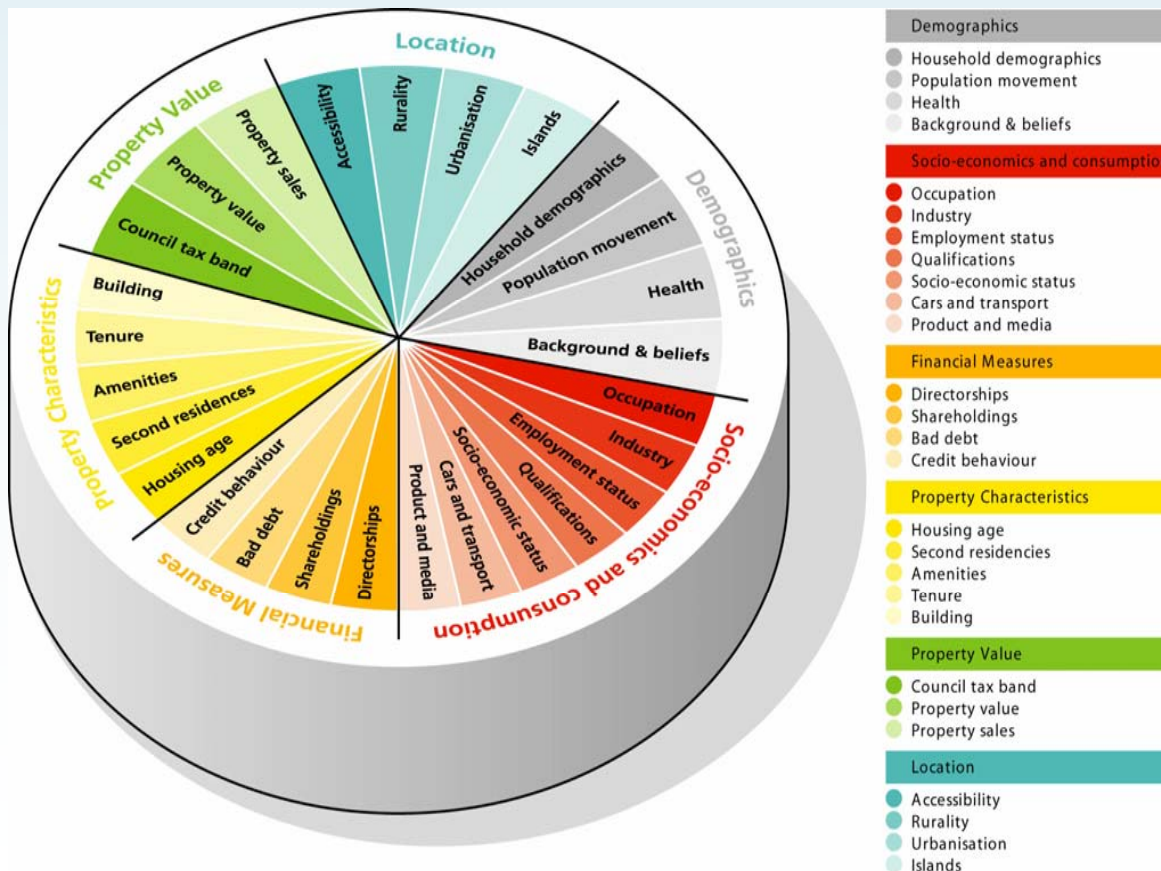 Location
Accessibility
Rurality
Urbanisation
Islands
Demographics
Household demographics
Population movement
Health
Background & beliefs
Socio-economics and consumption
Occupation
Industry
Employment status
Qualifications
Socio-economic status
Cars and transport
Product and media
Financial Measures
Directorships
Shareholdings
Bad debt
Credit behaviour
Property Characteristics
Housing age
Second residences
Amenities
Tenure
Building
Property Value
Council tax band
Property value
Property sales
Demographics
Household demographics
Population movement
Health
Background & beliefs
Socio-economics and consumptio
Occupation
Industry
Employment status
Qualifications
Socio-economic status
Cars and transport
Product and media
Financial Measures
Directorships
Shareholdings
Bad debt
Credit behaviour
Property Characteristics
Housing age
Second residencies
Amenities
Tenure
Building
Property Value
Council tax band
Property value
Property sales
Location
Accessibility
Rurality
Urbanisation
Islands